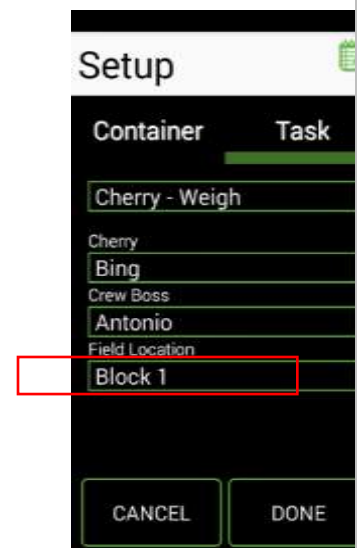 Setup
Container Task
Cherry - Weigh
Cherry
Bing
Crew Boss
Antonio
Field Location
Block 1
CANCEL DONE